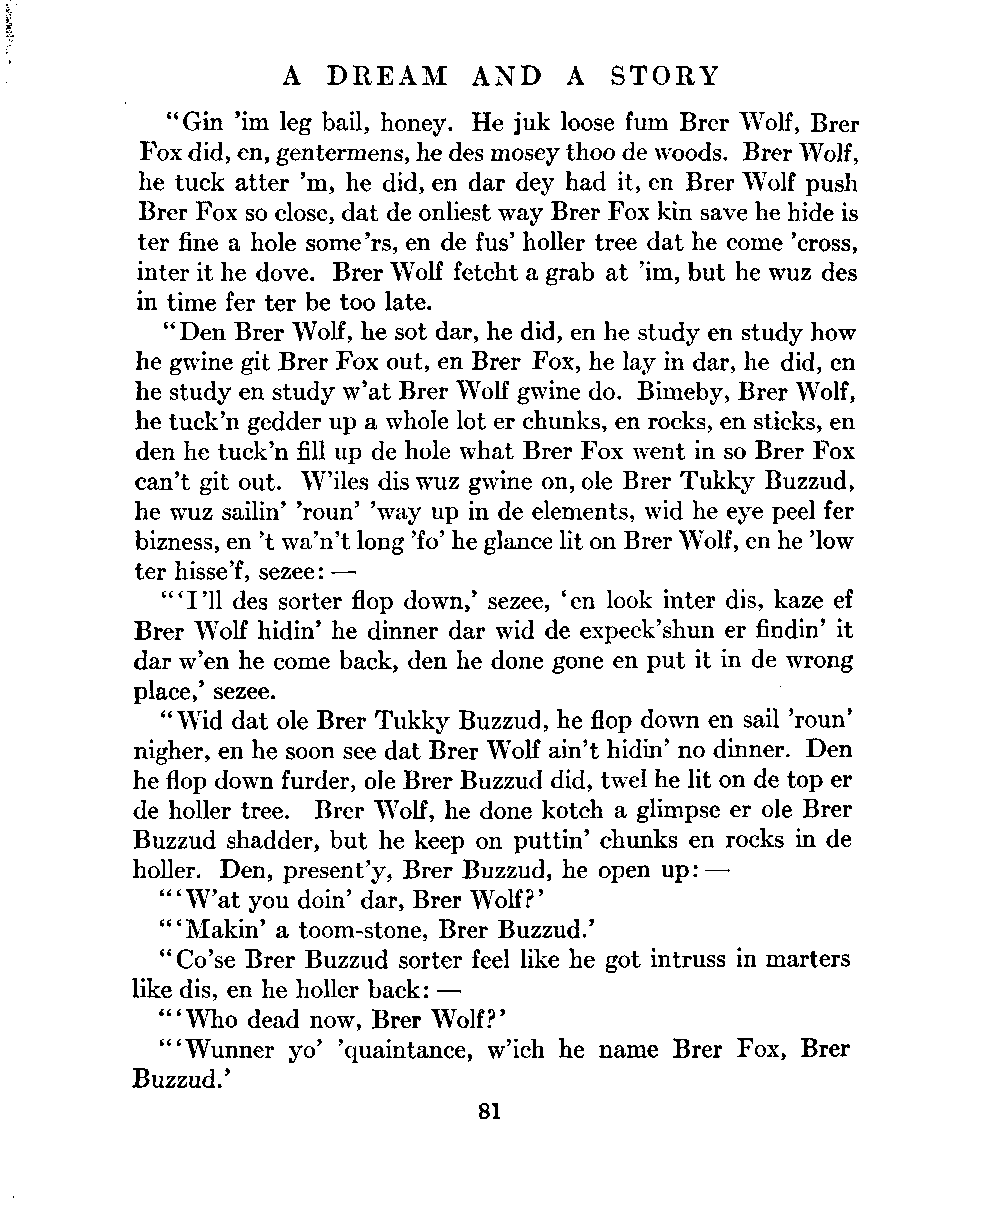 A DREAM AND A STORY
“Gin ’im leg bail, honey. He juk loose fum Brer Wolf, Brer
Fox did, en, gentermens, he des mosey thoo de woods. Brer Wolf,
he tuck atter ’m, he did, en dar dey had it, en Brer Wolf push
Brer Fox so close, dat de onliest way Brer Fox kin save he hide is
ter fine a hole some’rs, en de fus’ holler tree dat he come ’cross,
inter it he dove. Brer Wolf fetcht a grab at ’im, but he wuz des
in time fer ter be too late.
“Den Brer Wolf, he sot dar, he did, en he study en study how
he gwine git Brer Fox out, en Brer Fox, he lay in dar, he did, en
he study en study w’at Brer Wolf gwine do. Bimeby, Brer Wolf,
he tuck’n gedder up a whole lot er chunks, en rocks, en sticks, en
den he tuck’n fill up de hole what Brer Fox went in so Brer Fox
can’t git out. W’iles dis wuz gwine on, ole Brer Tukky Buzzud,
he wuz sailin’ ’roun’ ’way up in de elements, wid he eye peel fer
bizness, en ’t wa’n’t long ’fo’ he glance lit on Brer Wolf, en he ’low
ter hisse’f, sezee: —
“‘I’ll des sorter flop down,’ sezee, ‘en look inter dis, kaze ef
Brer Wolf hidin’ he dinner dar wid de expeck’shun er findin’ it
dar w’en he come back, den he done gone en put it in de wrong
place,’ sezee.
“Wid dat ole Brer Tukky Buzzud, he flop down en sail ’roun’
nigher, en he soon see dat Brer Wolf ain’t hidin’ no dinner. Den
he flop down furder, ole Brer Buzzud did, twel he lit on de top er
de holler tree. Brer Wolf, he done kotch a glimpse er ole Brer
Buzzud shadder, but he keep on puttin’ chunks en rocks in de
holler. Den, present’y, Brer Buzzud, he open up: —
“‘W’at you doin’ dar, Brer Wolf?’
“‘Makin’ a toom-stone, Brer Buzzud.’
“Co’se Brer Buzzud sorter feel like he got intruss in marters
like dis, en he holler back: —
“‘Who dead now, Brer Wolf?’
“‘Wunner yo’ ’quaintance, w’ich he name Brer Fox, Brer
Buzzud.’
81